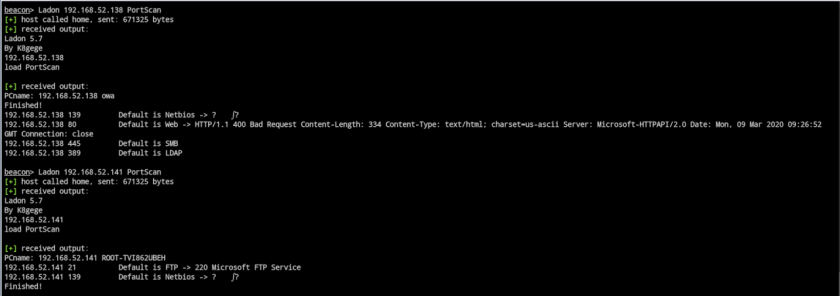 beacon> Ladon 192.168.52.138 PortScan
[+] host called home, sent: 671325 bytes
[+] received output:
Ladon 5.7
By K8gege
192.168.52.138
load PortScan
[+] received output:
PCname: 192.168.52.138 owa
Finished!
192.168.52.138 139 Default is Netbios -> ? ∫?
192.168.52.138 80 Default is Web -> HTTP/1.1 400 Bad Request Content-Length: 334 Content-Type: text/html; charset=us-ascii Server: Microsoft-HTTPAPI/2.0 Date: Mon, 09 Mar 2020 09:26:52
GMT Connection: close
192.168.52.138 445 Default is SMB
192.168.52.138 389 Default is LDAP
beacon> Ladon 192.168.52.141 PortScan
[+] host called home, sent: 671325 bytes
[+] received output:
Ladon 5.7
By K8gege
192.168.52.141
load PortScan
[+] received output:
PCname: 192.168.52.141 ROOT-TVI862UBEH
192.168.52.141 21 Default is FTP -> 220 Microsoft FTP Service
192.168.52.141 139 Default is Netbios -> ? ∫?
Finished!